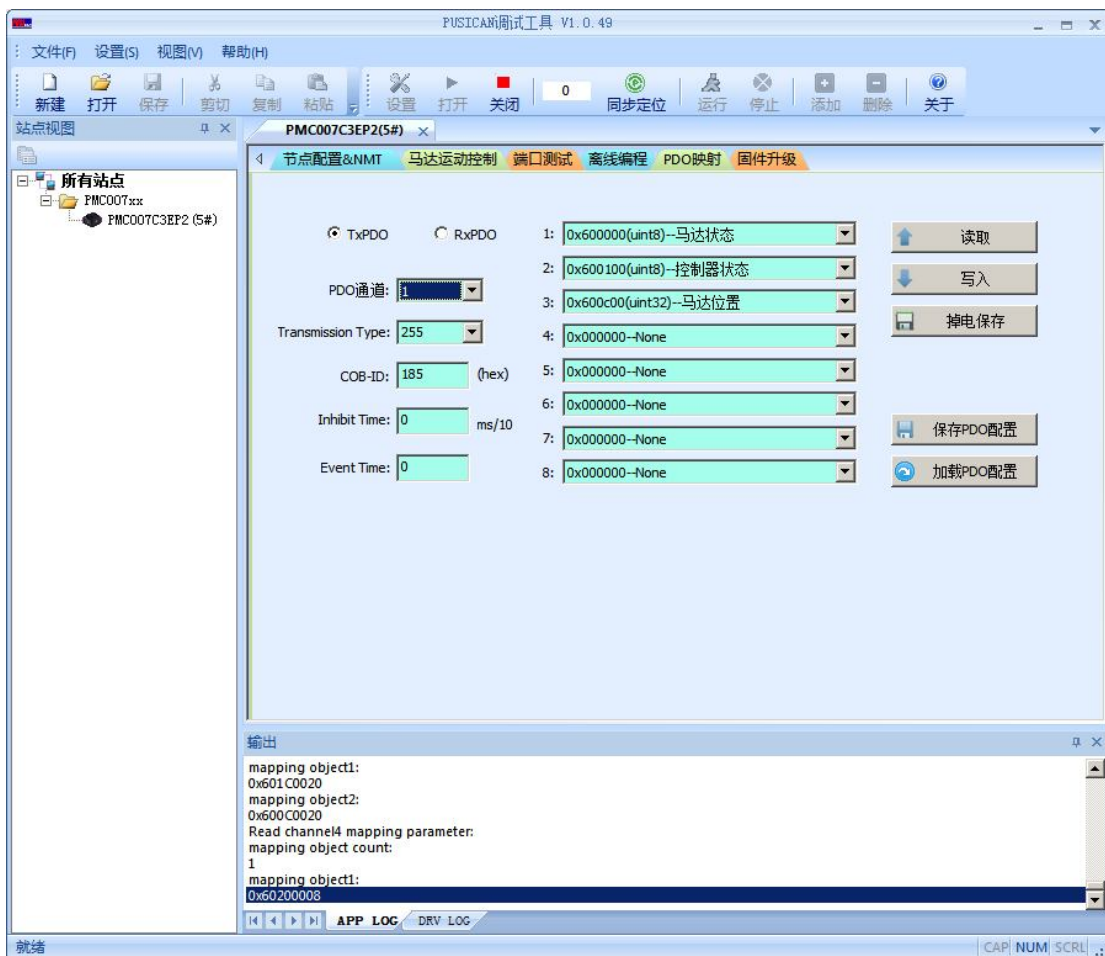 PUSICAN调试工具 V1.0.49
文件(F) 设置(S) 视图(V) 帮助(H)
新建 打开 保存 剪切 复制 粘贴 设置 打开 关闭 0 同步定位 运行 停止 添加 删除 关于
站点视图
所有站点
PMC007xx
PMC007C3EP2 (5#)
PMC007C3EP2(5#)
节点配置&NMT 马达运动控制 端口测试 离线编程 PDO映射 固件升级
TxPDO RxPDO
PDO通道: 1
Transmission Type: 255
COB-ID: 185 (hex)
Inhibit Time: 0 ms/10
Event Time: 0
1: 0x600000(uint8)--马达状态
2: 0x600100(uint8)--控制器状态
3: 0x600c00(uint32)--马达位置
4: 0x000000--None
5: 0x000000--None
6: 0x000000--None
7: 0x000000--None
8: 0x000000--None
读取
写入
掉电保存
保存PDO配置
加载PDO配置
输出
mapping object1:
0x601C0020
mapping object2:
0x600C0020
Read channel4 mapping parameter:
mapping object count:
1
mapping object1:
0x60200008
APP LOG DRV LOG
就绪 CAP NUM SCRL